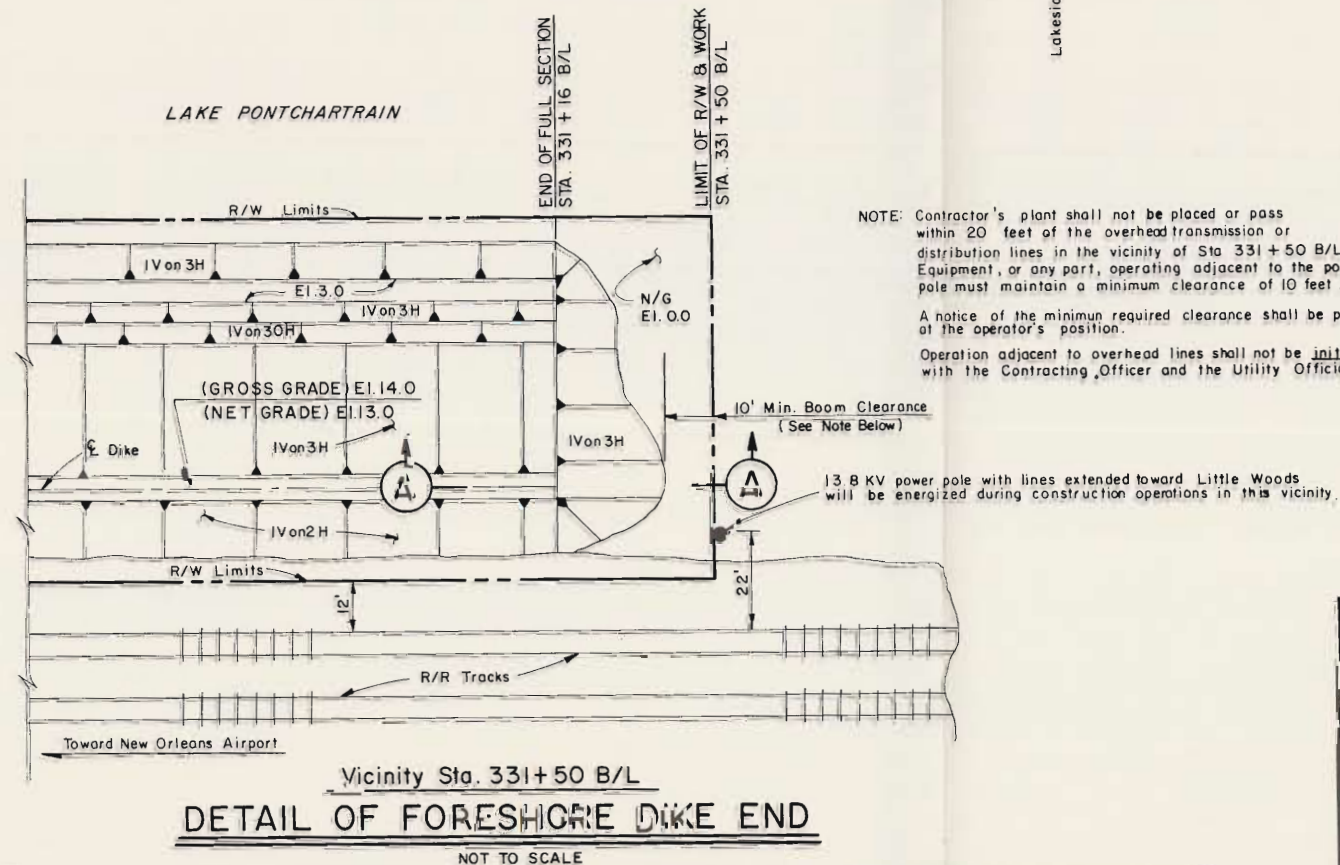 Lakesid
LAKE PONTCHARTRAIN
END OF FULL SECTION
STA. 331 + 16 B/L
LIMIT OF R/W & WORK
STA. 331 + 50 B/L
R/W Limits
1V on 3H
El. 3.0
1V on 3H
1V on 30H
N/G
El. 0.0
(GROSS GRADE) El. 14.0
(NET GRADE) El. 13.0
1V on 3H
℄ Dike
A
1V on 3H
10' Min. Boom Clearance
(See Note Below)
A
1V on 2H
R/W Limits
12'
22'
R/R Tracks
Toward New Orleans Airport
NOTE: Contractor's plant shall not be placed or pass
within 20 feet of the overhead transmission or
distribution lines in the vicinity of Sta 331 + 50 B/L
Equipment, or any part, operating adjacent to the po
pole must maintain a minimum clearance of 10 feet
A notice of the minimun required clearance shall be p
at the operator's position.
Operation adjacent to overhead lines shall not be init
with the Contracting Officer and the Utility Offici
13.8 KV power pole with lines extended toward Little Woods
will be energized during construction operations in this vicinity.
Vicinity Sta. 331+50 B/L
DETAIL OF FORESHORE DIKE END
NOT TO SCALE